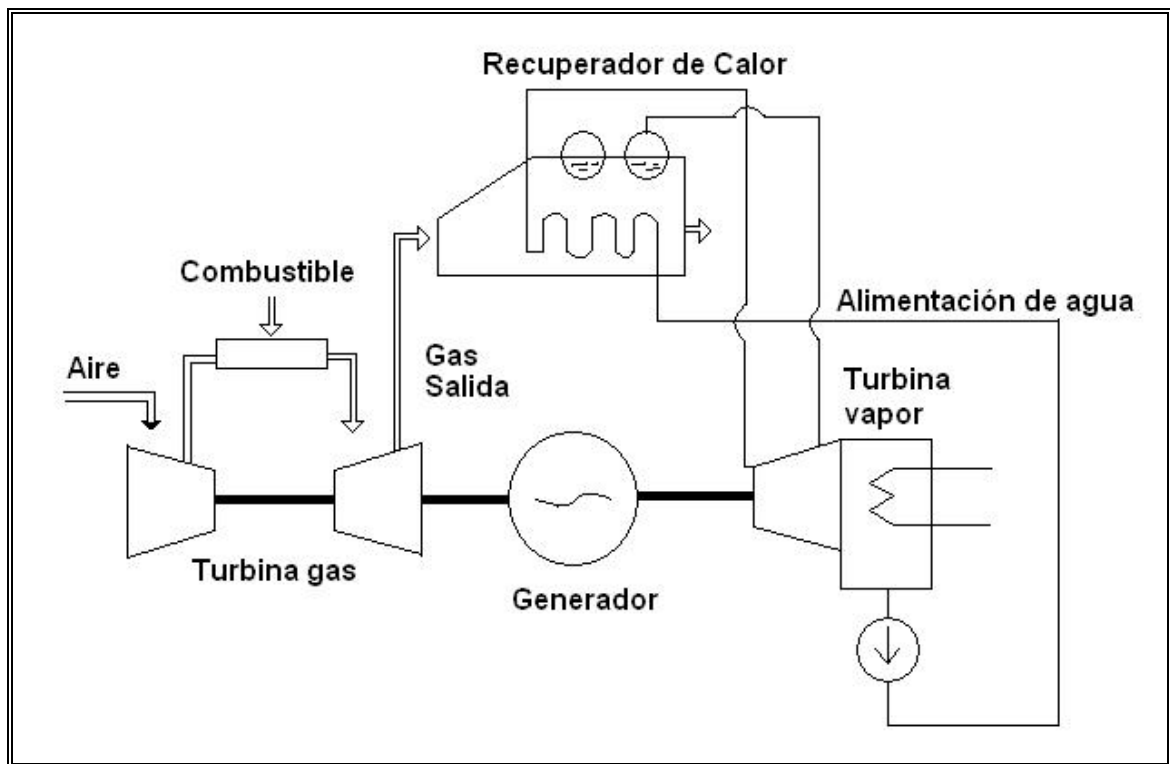 Recuperador de Calor
Combustible
Alimentación de agua
Aire
Gas
Salida
Turbina
vapor
Turbina gas
Generador